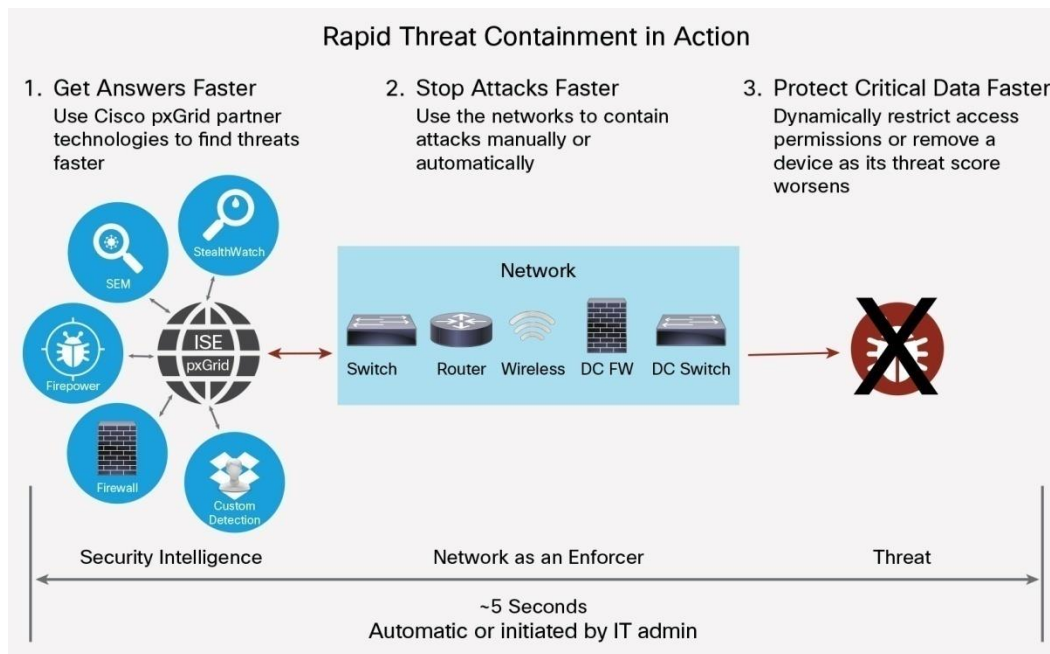 Rapid Threat Containment in Action
1. Get Answers Faster
Use Cisco pxGrid partner
technologies to find threats
faster
2. Stop Attacks Faster
Use the networks to contain
attacks manually or
automatically
3. Protect Critical Data Faster
Dynamically restrict access
permissions or remove a
device as its threat score
worsens
StealthWatch
SEM
Firepower
Firewall
Custom
Detection
ISE
pxGrid
Network
Switch
Router
Wireless
DC FW
DC Switch
Security Intelligence
Network as an Enforcer
Threat
~5 Seconds
Automatic or initiated by IT admin